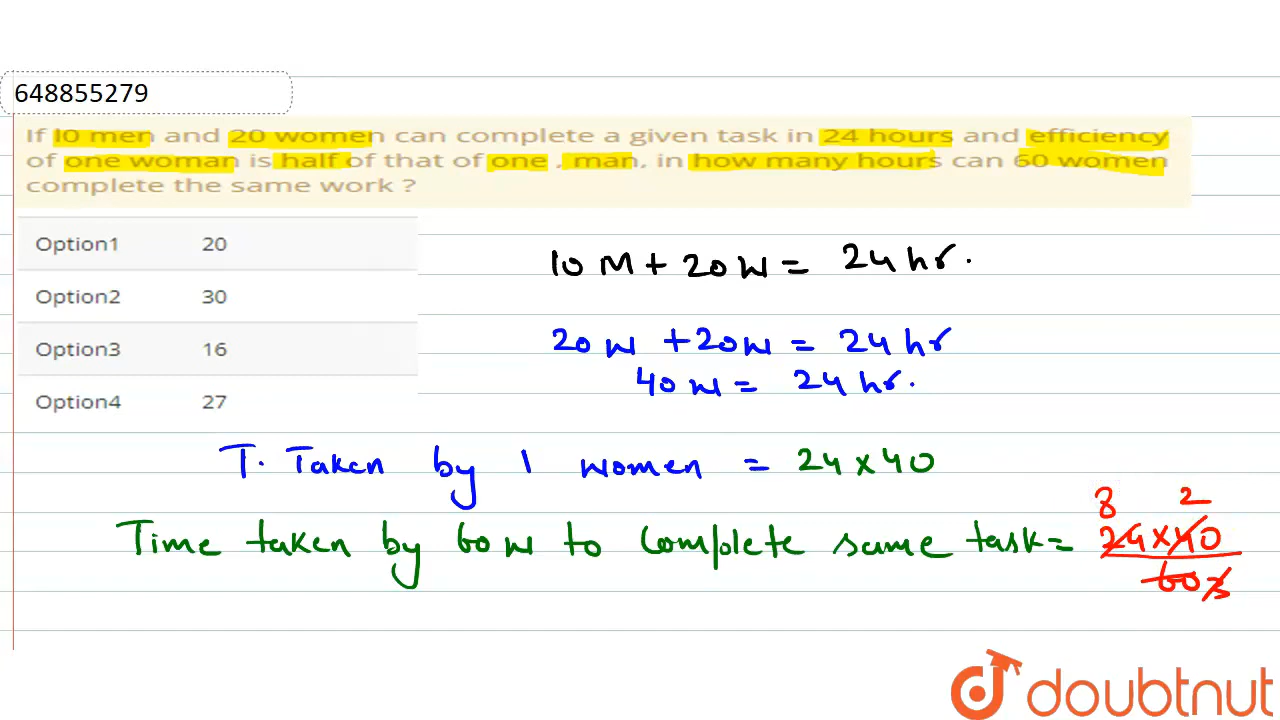 648855279
If 10 men and 20 women can complete a given task in 24 hours and efficiency
of one woman is half of that of one , man, in how many hours can 60 women
complete the same work ?
Option1 20
Option2 30
Option3 16
Option4 27
10 M + 20 W = 24 hr.
20 W + 20 W = 24 hr
40 W = 24 hr.
T. Taken by 1 women = 24 × 40
8 2
Time taken by 60 W to complete same task = 24 × 40
60 3
doubtnut